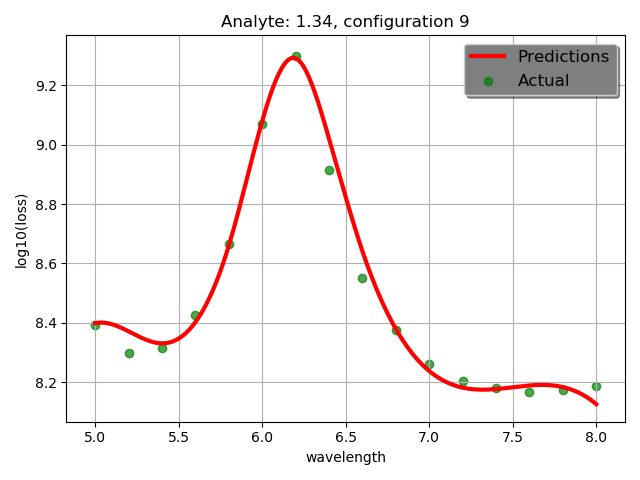 Analyte: 1.34, configuration 9
Predictions
Actual
log10(loss)
9.2
9.0
8.8
8.6
8.4
8.2
5.0 5.5 6.0 6.5 7.0 7.5 8.0
wavelength